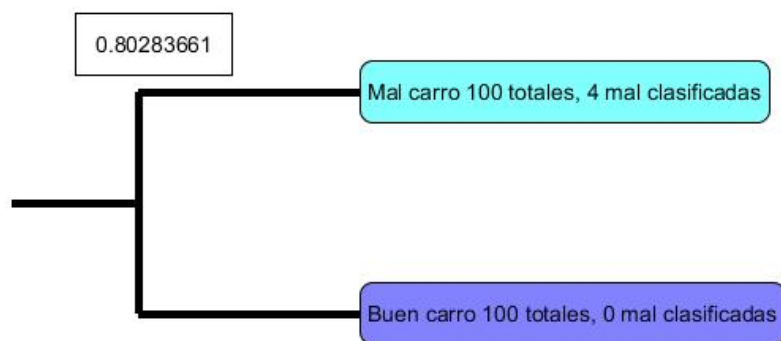 0.80283661
Mal carro 100 totales, 4 mal clasificadas
Buen carro 100 totales, 0 mal clasificadas